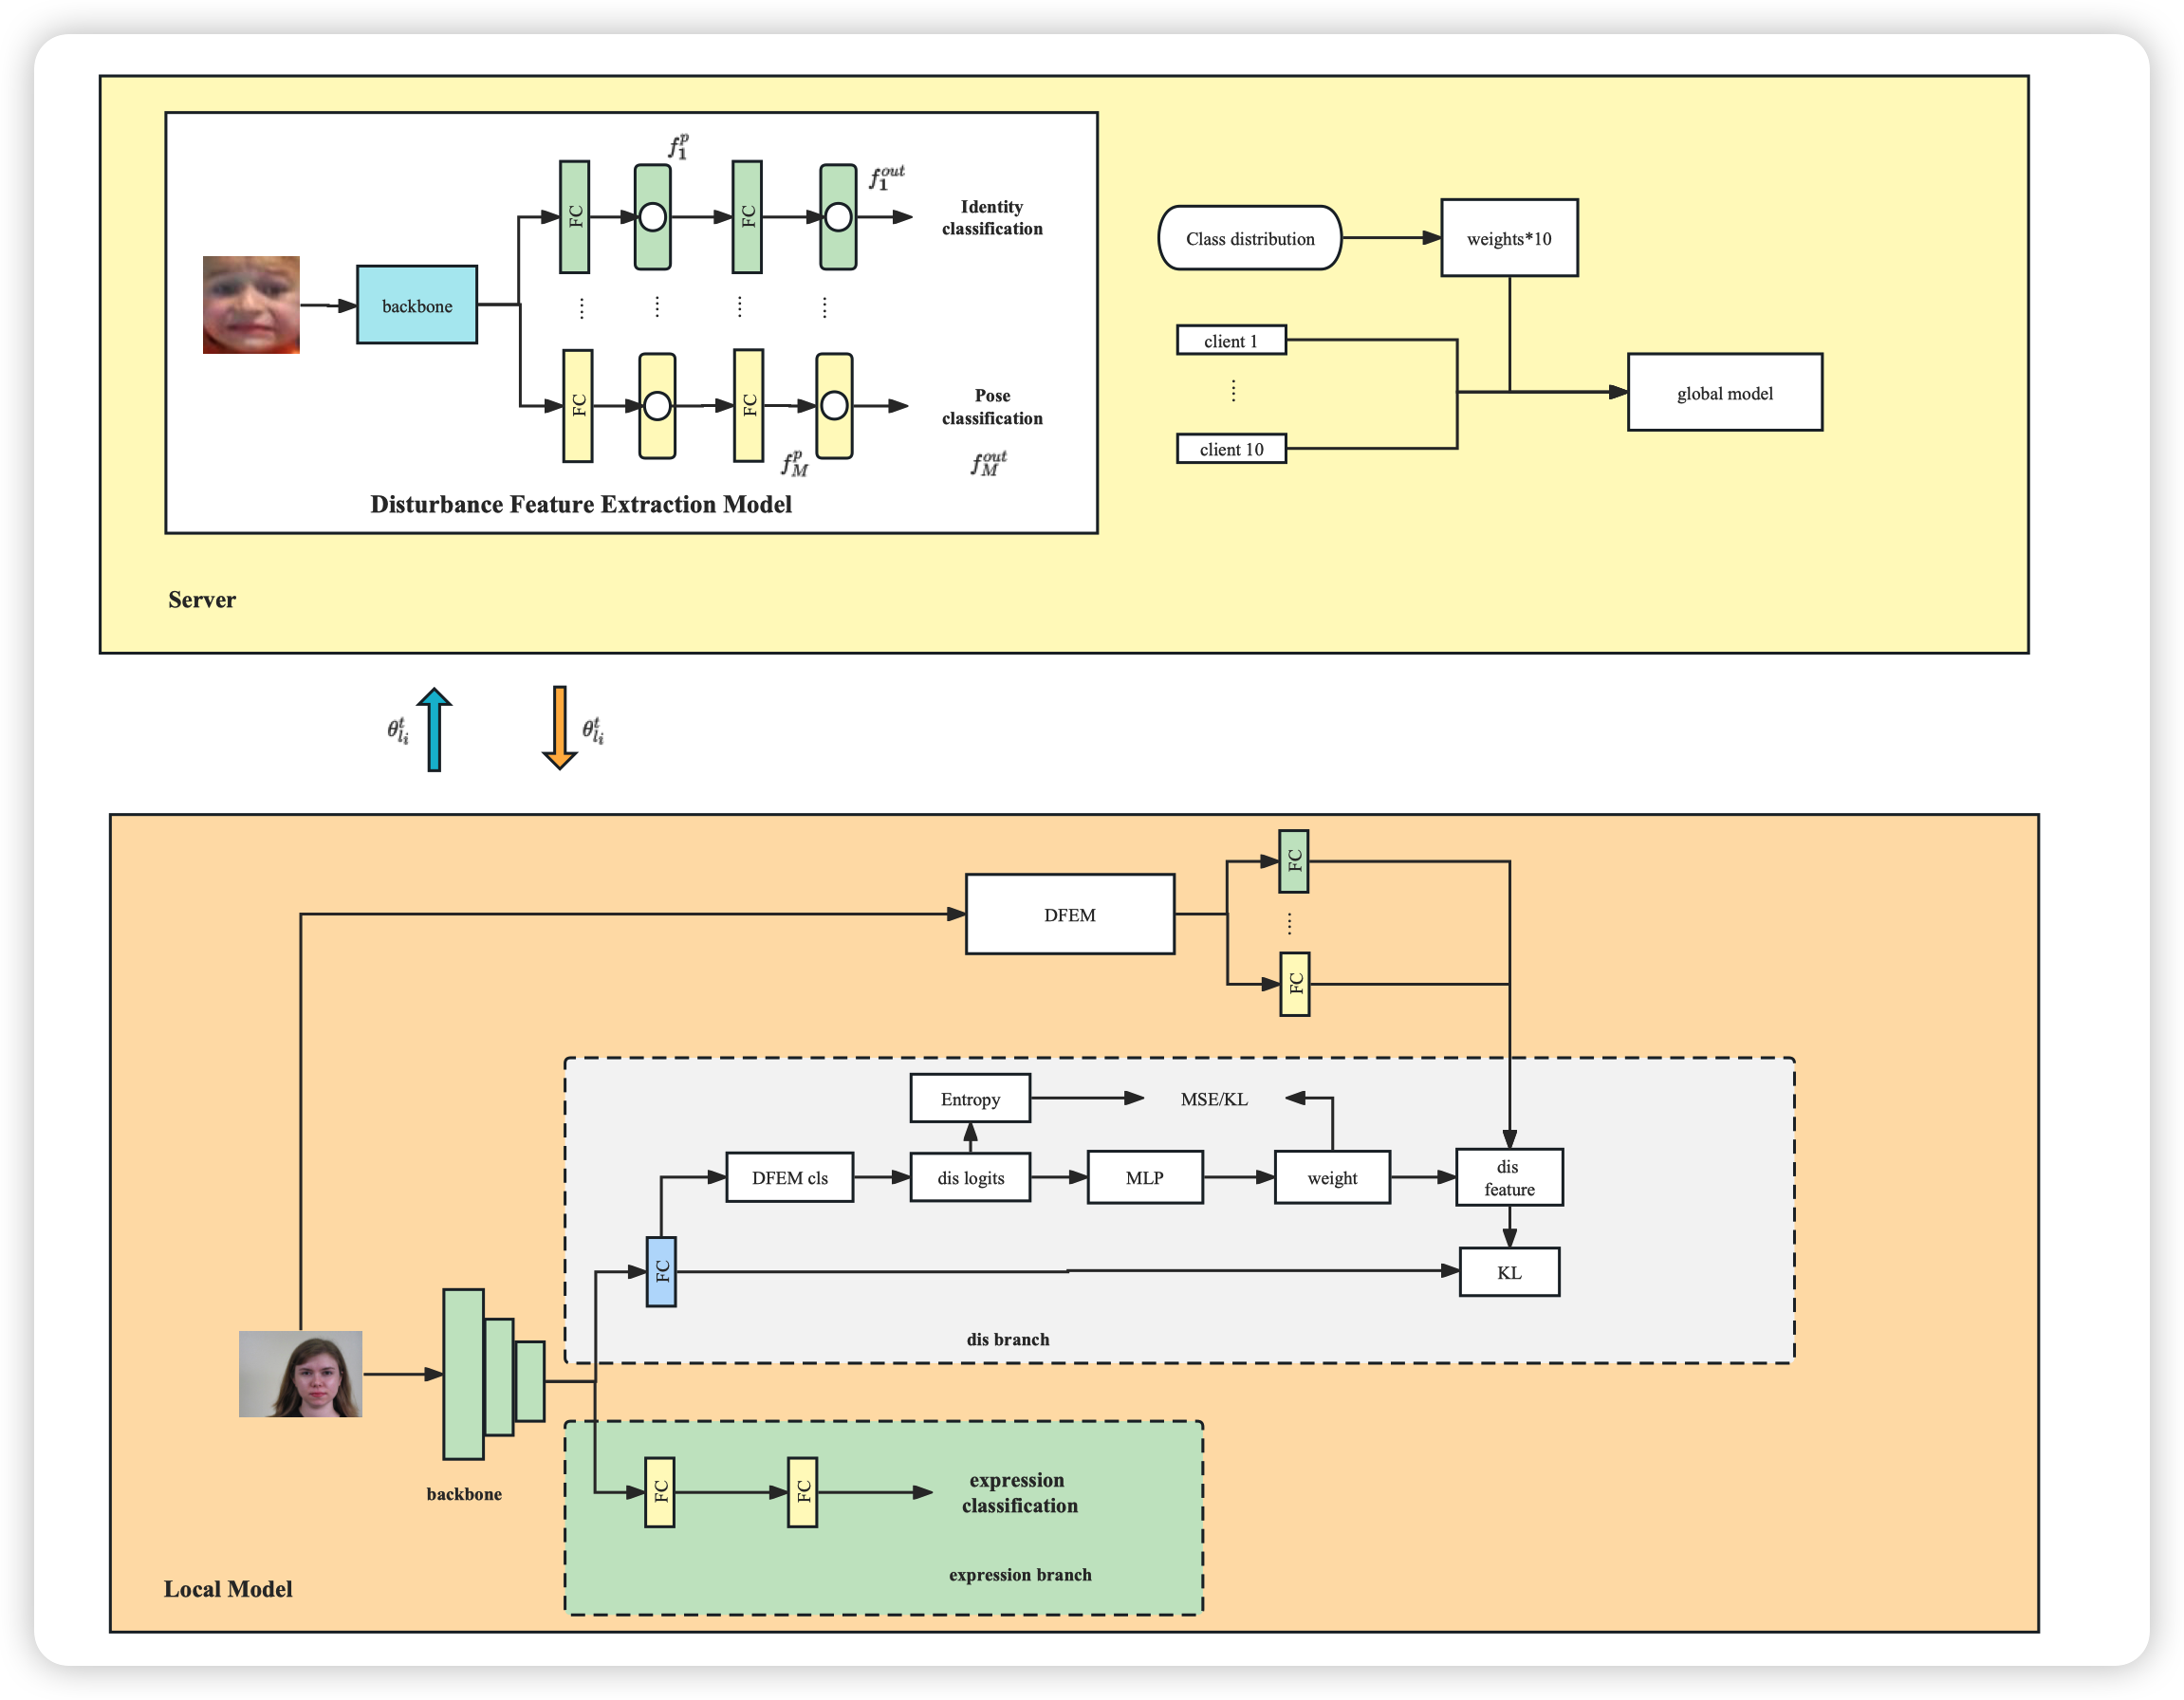 f_1^p
f_1^{out}
FC
FC
Identity
classification
backbone
FC
FC
Pose
classification
f_M^p
f_M^{out}
Disturbance Feature Extraction Model
Class distribution
weights*10
client 1
client 10
global model
Server
θ_{l_i}^t
θ_{l_i}^t
DFEM
FC
FC
Entropy
MSE/KL
DFEM cls
dis logits
MLP
weight
dis
feature
FC
KL
dis branch
backbone
FC
FC
expression
classification
expression branch
Local Model